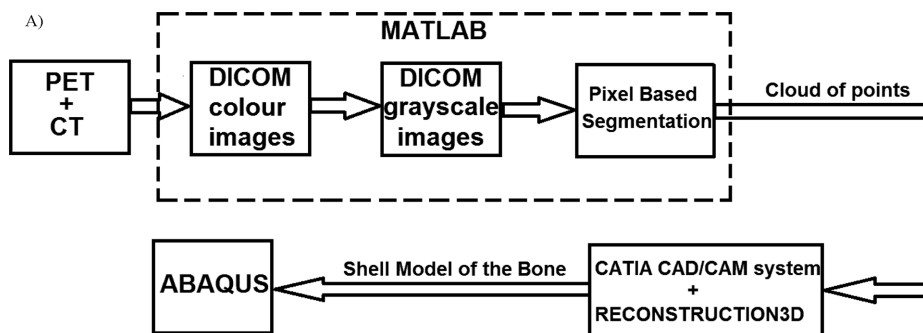 A)
MATLAB
PET
+
CT
DICOM
colour
images
DICOM
grayscale
images
Pixel Based
Segmentation
Cloud of points
ABAQUS
Shell Model of the Bone
CATIA CAD/CAM system
+
RECONSTRUCTION3D